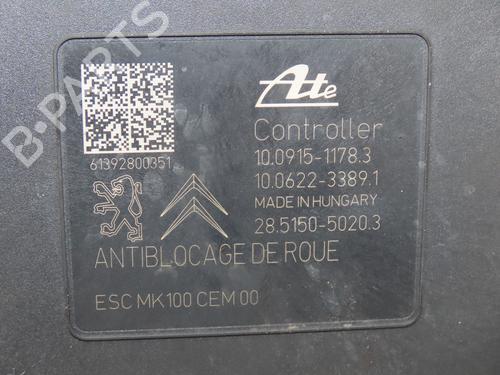 B-PARTS
Ate
61392800351
Controller
10.0915-1178.3
10.0622-3389.1
MADE IN HUNGARY
28.5150-5020.3
ANTIBLOCAGE DE ROUE
ESC MK100 CEM 00